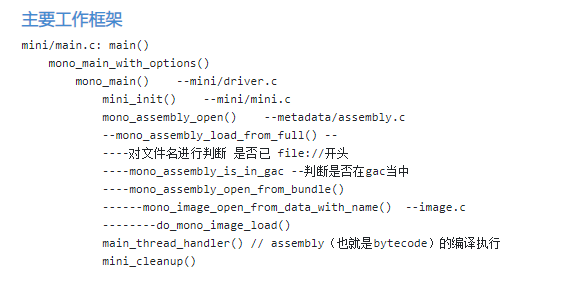 主要工作框架
mini/main.c: main()
mono_main_with_options()
mono_main()    --mini/driver.c
mini_init()    --mini/mini.c
mono_assembly_open()    --metadata/assembly.c
--mono_assembly_load_from_full() --
----对文件名进行判断 是否已 file://开头
----mono_assembly_is_in_gac --判断是否在gac当中
----mono_assembly_open_from_bundle()
------mono_image_open_from_data_with_name()  --image.c
--------do_mono_image_load()
main_thread_handler() // assembly（也就是bytecode）的编译执行
mini_cleanup()